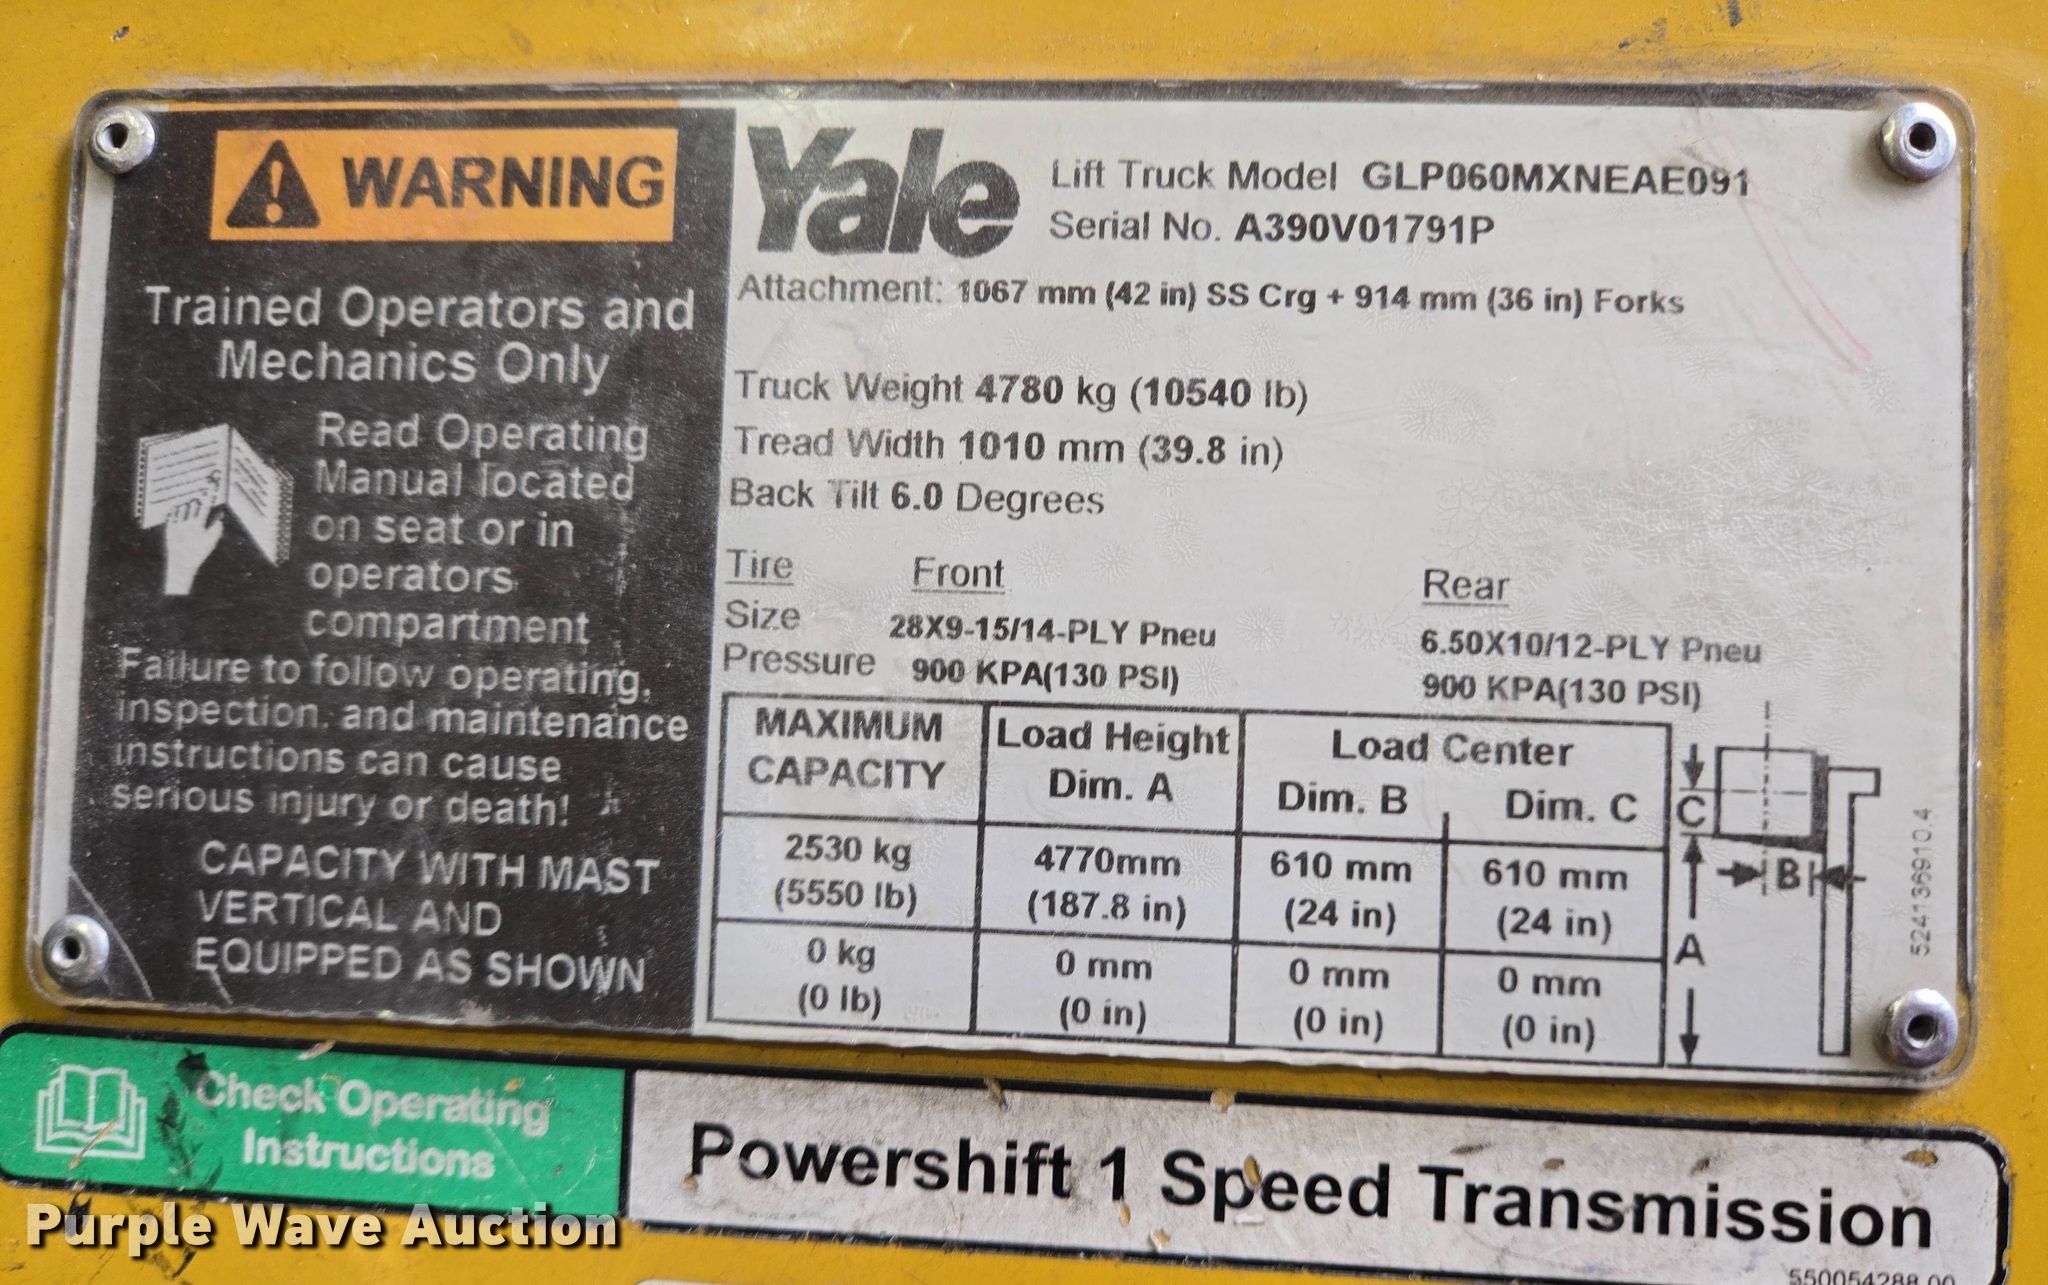 WARNING
Trained Operators and
Mechanics Only
Read Operating
Manual located
on seat or in
operators
compartment
Failure to follow operating,
inspection, and maintenance
instructions can cause
serious injury or death!
CAPACITY WITH MAST
VERTICAL AND
EQUIPPED AS SHOWN
Yale
Lift Truck Model GLP060MXNEAE091
Serial No. A390V01791P
Attachment: 1067 mm (42 in) SS Crg + 914 mm (36 in) Forks
Truck Weight 4780 kg (10540 lb)
Tread Width 1010 mm (39.8 in)
Back Tilt 6.0 Degrees
Tire Front Rear
Size 28X9-15/14-PLY Pneu 6.50X10/12-PLY Pneu
Pressure 900 KPA(130 PSI) 900 KPA(130 PSI)
MAXIMUM Load Height Load Center
CAPACITY Dim. A Dim. B Dim. C
2530 kg 4770mm 610 mm 610 mm
(5550 lb) (187.8 in) (24 in) (24 in)
0 kg 0 mm 0 mm 0 mm
(0 lb) (0 in) (0 in) (0 in)
C
B
A
524136910.4
Check Operating
Instructions
Powershift 1 Speed Transmission
550054288 00
Purple Wave Auction